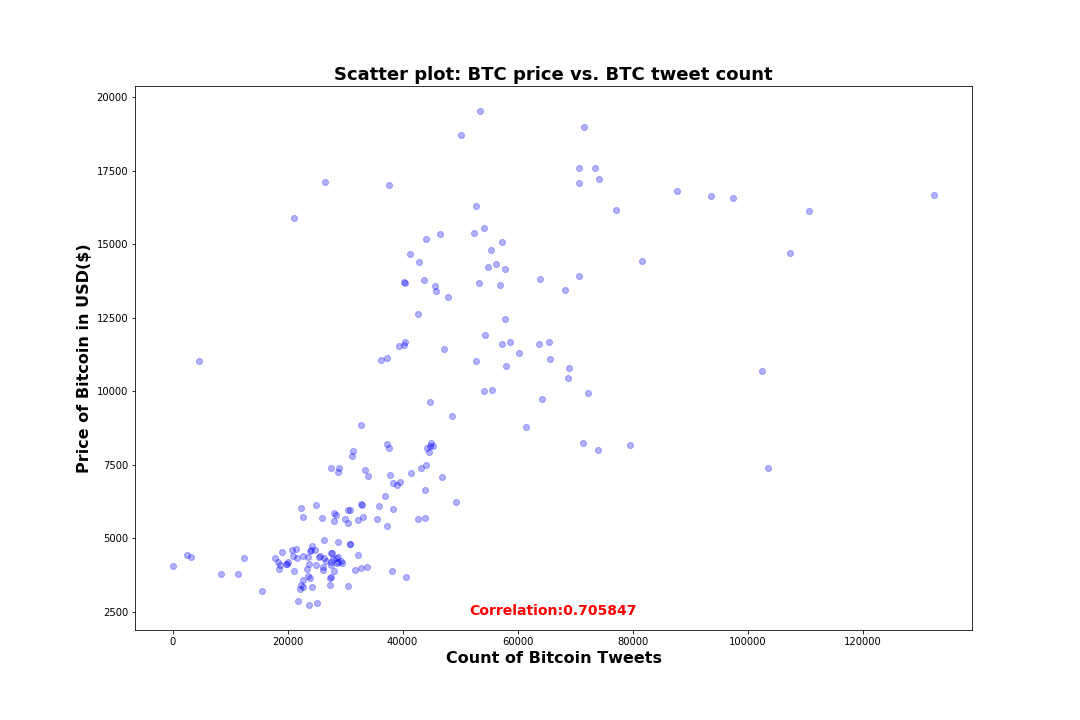 Scatter plot: BTC price vs. BTC tweet count
Price of Bitcoin in USD($)
20000
17500
15000
12500
10000
7500
5000
2500
Correlation:0.705847
0 20000 40000 60000 80000 100000 120000
Count of Bitcoin Tweets